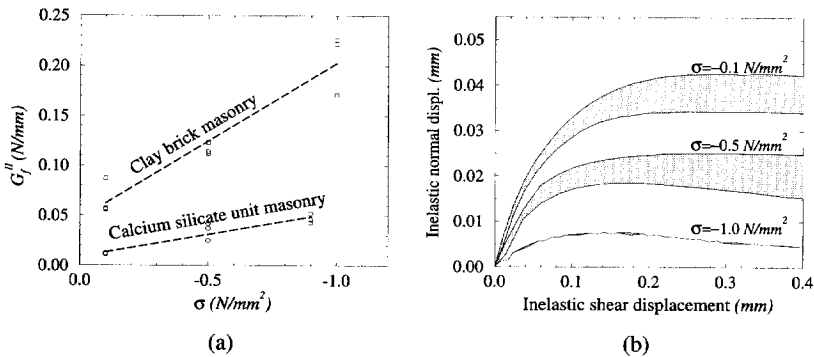 (a)
0.25
0.20
0.15
0.10
0.05
0.00
G_f^II (N/mm)
Clay brick masonry
Calcium silicate unit masonry
0.0
-0.5
-1.0
σ (N/mm²)
(a)
(b)
0.05
0.04
0.03
0.02
0.01
0.00
Inelastic normal displ. (mm)
σ=−0.1 N/mm²
σ=−0.5 N/mm²
σ=−1.0 N/mm²
0.0
0.1
0.2
0.3
0.4
Inelastic shear displacement (mm)
(b)